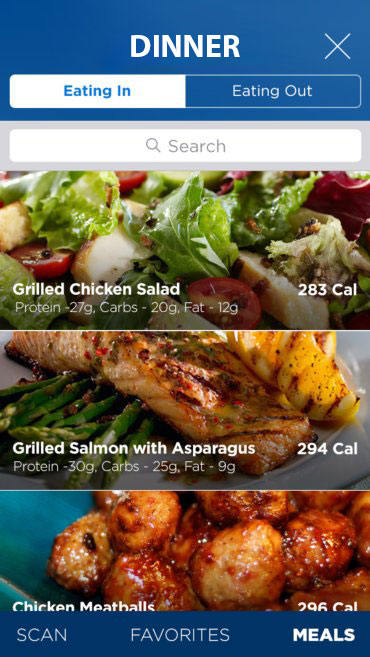 DINNER
Eating In Eating Out
Search
Grilled Chicken Salad 283 Cal
Protein -27g, Carbs - 20g, Fat - 12g
Grilled Salmon with Asparagus 294 Cal
Protein -30g, Carbs - 25g, Fat - 9g
Chicken Meatballs 296 Cal
SCAN FAVORITES MEALS